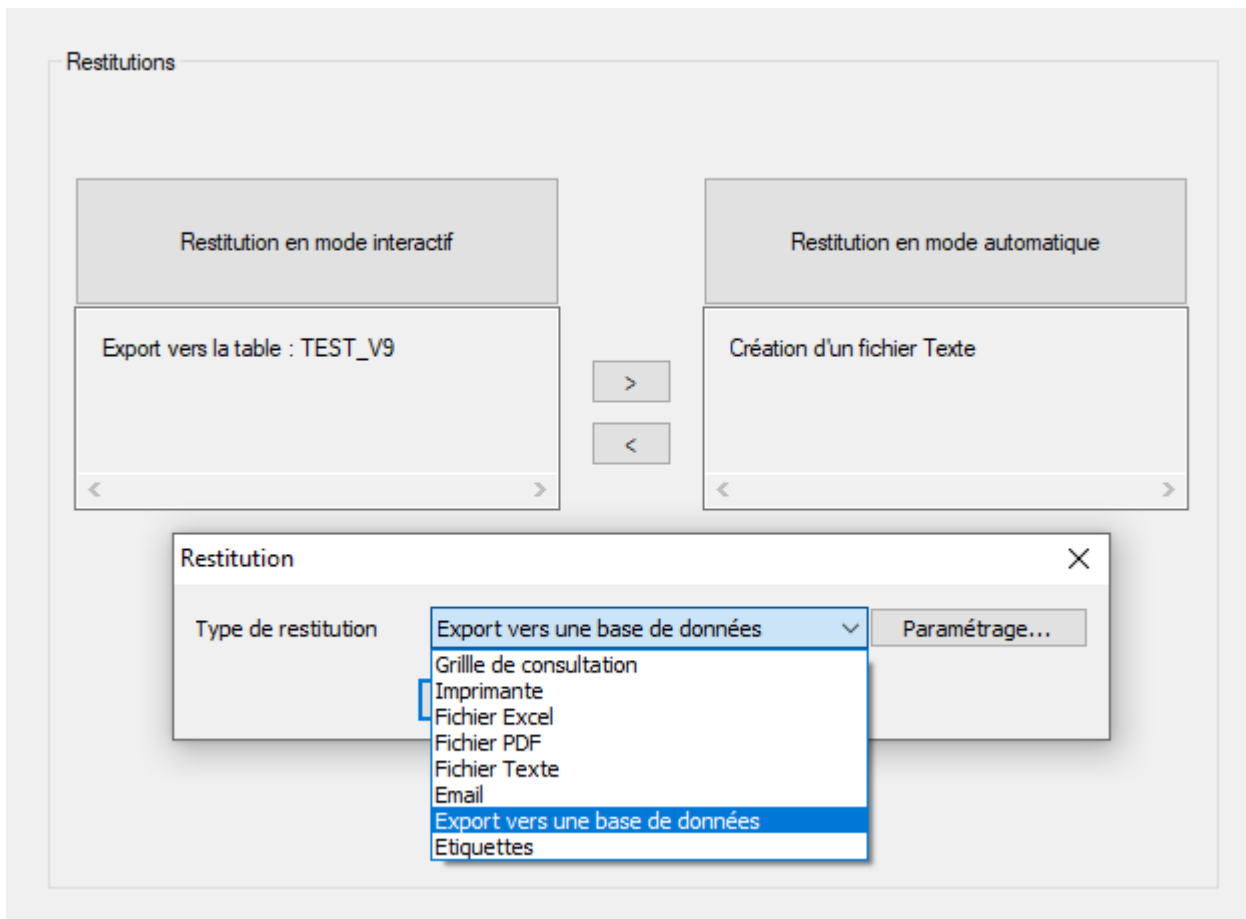 Restitutions
Restitution en mode interactif
Restitution en mode automatique
Export vers la table : TEST_V9
Création d'un fichier Texte
>
<
< >
< >
Restitution
Type de restitution
Export vers une base de données
Paramétrage...
Grillle de consultation
Imprimante
Fichier Excel
Fichier PDF
Fichier Texte
Email
Export vers une base de données
Etiquettes